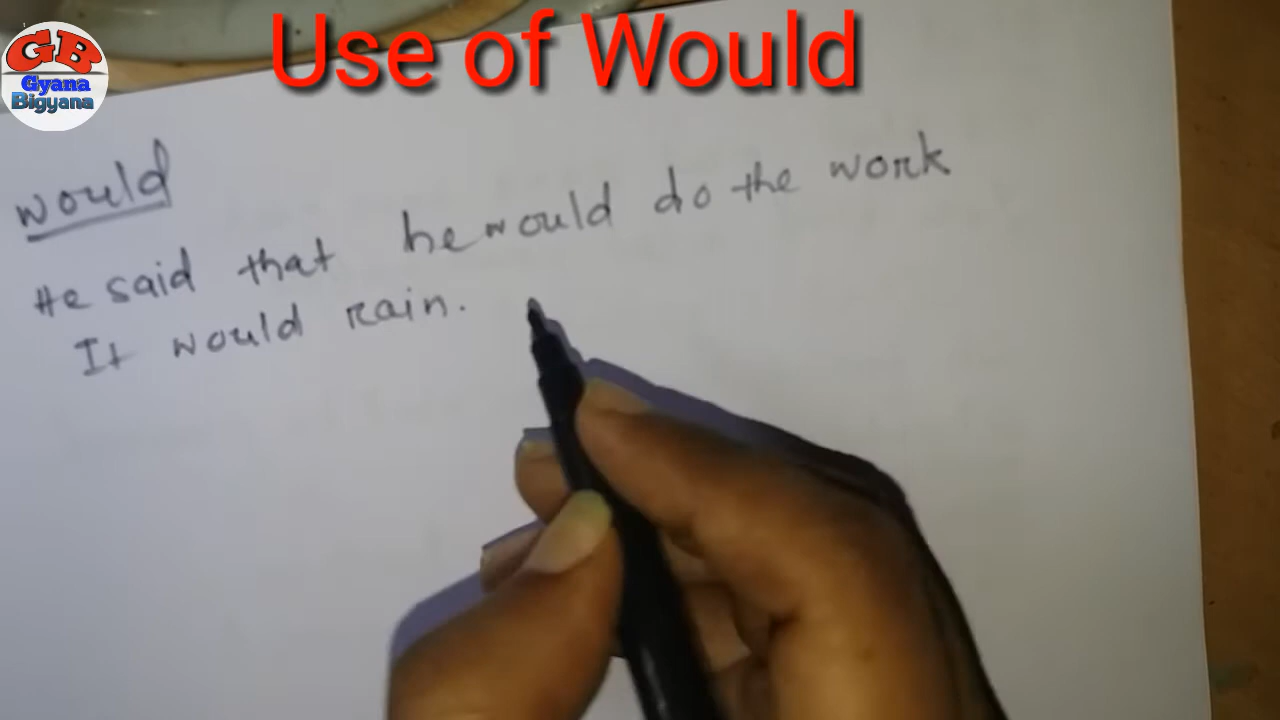 Use of Would
GB
Gyana
Bigyana
would
He said that he would do the work
It would rain.